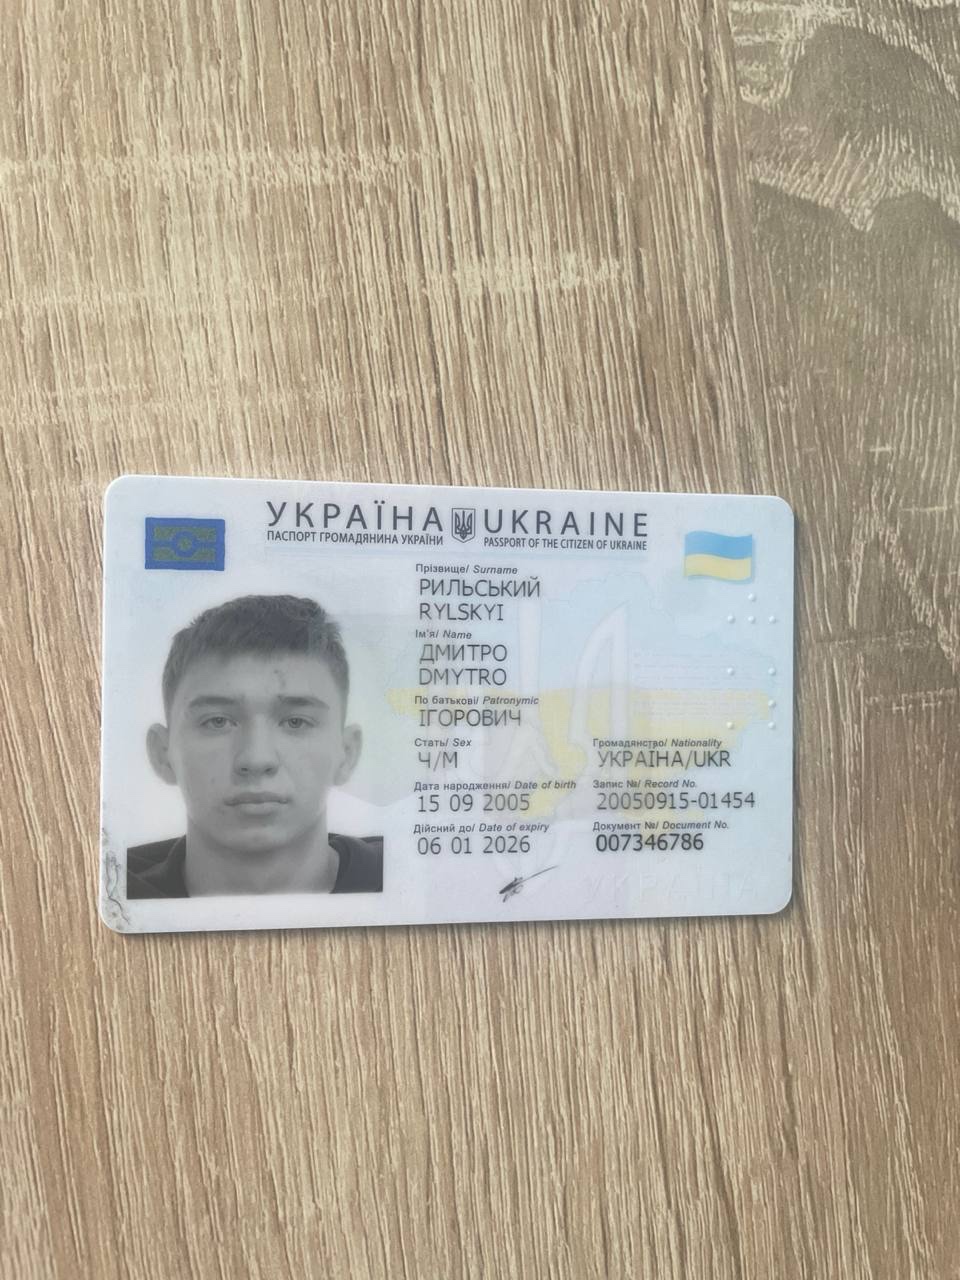 УКРАЇНА UKRAINE
ПАСПОРТ ГРОМАДЯНИНА УКРАЇНИ PASSPORT OF THE CITIZEN OF UKRAINE
Прізвище/ Surname
РИЛЬСЬКИЙ
RYLSKYI
Ім'я/ Name
ДМИТРО
DMYTRO
По батькові/ Patronymic
ІГОРОВИЧ
Стать/ Sex Громадянство/ Nationality
Ч/М УКРАЇНА/UKR
Дата народження/ Date of birth Запис №/ Record No.
15 09 2005 20050915-01454
Дійсний до/ Date of expiry Документ №/ Document No.
06 01 2026 007346786
УКРАЇНА